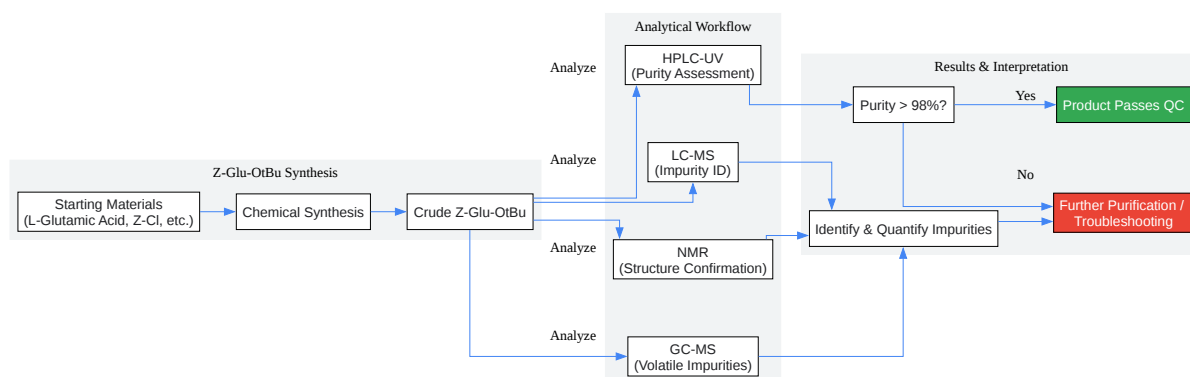 Z-Glu-OtBu Synthesis
Starting Materials
(L-Glutamic Acid, Z-Cl, etc.)
Chemical Synthesis
Crude Z-Glu-OtBu
Analyze
Analyze
Analyze
Analyze
Analytical Workflow
HPLC-UV
(Purity Assessment)
LC-MS
(Impurity ID)
NMR
(Structure Confirmation)
GC-MS
(Volatile Impurities)
Results & Interpretation
Purity > 98%?
Yes
Product Passes QC
No
Further Purification /
Troubleshooting
Identify & Quantify Impurities